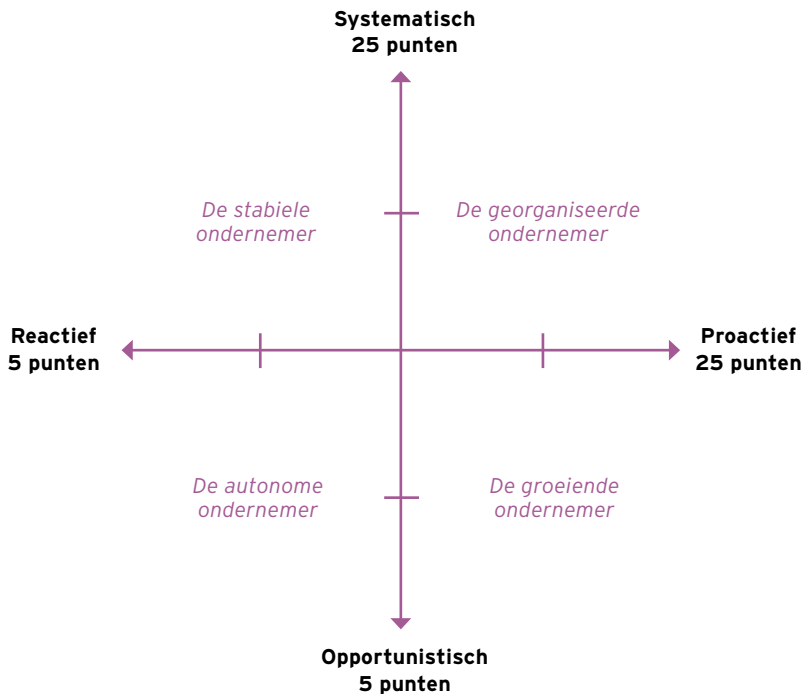 Systematisch
25 punten
De stabiele
ondernemer
De georganiseerde
ondernemer
Reactief
5 punten
Proactief
25 punten
De autonome
ondernemer
De groeiende
ondernemer
Opportunistisch
5 punten